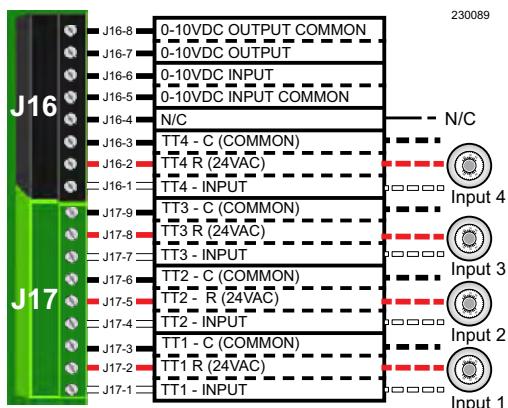 230089
J16-8 0-10VDC OUTPUT COMMON
J16-7 0-10VDC OUTPUT
J16-6 0-10VDC INPUT
J16-5 0-10VDC INPUT COMMON
J16
J16-4 N/C N/C
J16-3 TT4 - C (COMMON)
J16-2 TT4 R (24VAC)
J16-1 TT4 - INPUT
Input 4
J17-9 TT3 - C (COMMON)
J17-8 TT3 R (24VAC)
J17-7 TT3 - INPUT
Input 3
J17-6 TT2 - C (COMMON)
J17
J17-5 TT2 - R (24VAC)
J17-4 TT2 - INPUT
Input 2
J17-3 TT1 - C (COMMON)
J17-2 TT1 R (24VAC)
J17-1 TT1 - INPUT
Input 1